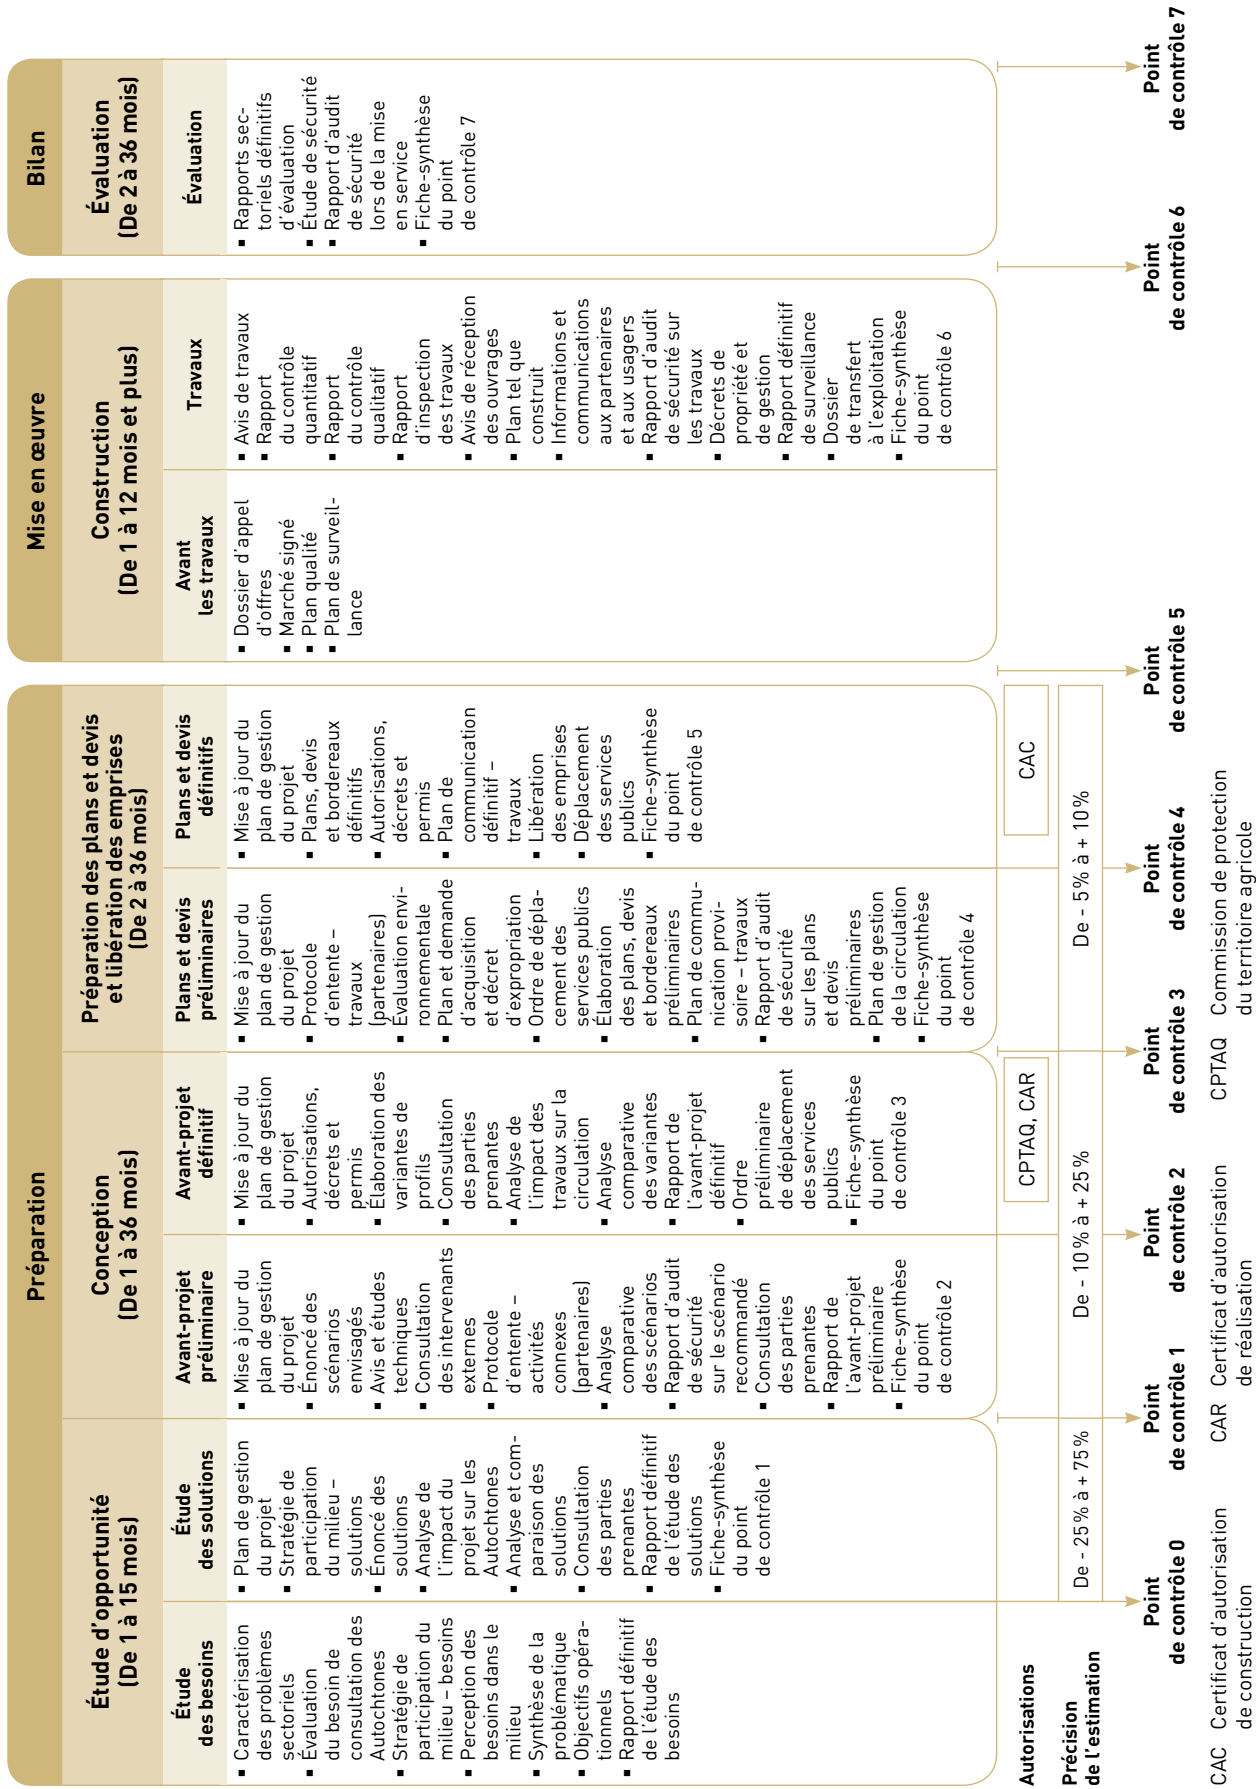 Préparation
Étude d'opportunité
(De 1 à 15 mois)
Étude
des besoins
▪ Caractérisation
des problèmes
sectoriels
▪ Évaluation
du besoin de
consultation des
Autochtones
▪ Stratégie de
participation du
milieu – besoins
▪ Perception des
besoins dans le
milieu
▪ Synthèse de la
problématique
▪ Objectifs opéra-
tionnels
▪ Rapport définitif
de l'étude des
besoins
Étude
des solutions
▪ Plan de gestion
du projet
▪ Stratégie de
participation
du milieu –
solutions
▪ Énoncé des
solutions
▪ Analyse de
l'impact du
projet sur les
Autochtones
▪ Analyse et com-
paraison des
solutions
▪ Consultation
des parties
prenantes
▪ Rapport définitif
de l'étude des
solutions
▪ Fiche-synthèse
du point
de contrôle 1
Conception
(De 1 à 36 mois)
Avant-projet
préliminaire
▪ Mise à jour du
plan de gestion
du projet
▪ Énoncé des
scénarios
envisagés
▪ Avis et études
techniques
▪ Consultation
des intervenants
externes
▪ Protocole
d'entente –
activités
connexes
(partenaires)
▪ Analyse
comparative
des scénarios
▪ Rapport d'audit
de sécurité
sur le scénario
recommandé
▪ Consultation
des parties
prenantes
▪ Rapport de
l'avant-projet
préliminaire
▪ Fiche-synthèse
du point
de contrôle 2
Avant-projet
définitif
▪ Mise à jour du
plan de gestion
du projet
▪ Autorisations,
décrets et
permis
▪ Élaboration des
variantes de
profils
▪ Consultation
des parties
prenantes
▪ Analyse de
l'impact des
travaux sur la
circulation
▪ Analyse
comparative
des variantes
▪ Rapport de
l'avant-projet
définitif
▪ Ordre
préliminaire
de déplacement
des services
publics
▪ Fiche-synthèse
du point
de contrôle 3
Préparation des plans et devis
et libération des emprises
(De 2 à 36 mois)
Plans et devis
préliminaires
▪ Mise à jour du
plan de gestion
du projet
▪ Protocole
d'entente –
travaux
(partenaires)
▪ Évaluation envi-
ronnementale
▪ Plan et demande
d'acquisition
et décret
d'expropriation
▪ Ordre de dépla-
cement des
services publics
▪ Élaboration
des plans, devis
et bordereaux
préliminaires
▪ Plan de commu-
nication provi-
soire – travaux
▪ Rapport d'audit
de sécurité
sur les plans
et devis
préliminaires
▪ Plan de gestion
de la circulation
▪ Fiche-synthèse
du point
de contrôle 4
Plans et devis
définitifs
▪ Mise à jour du
plan de gestion
du projet
▪ Plans, devis
et bordereaux
définitifs
▪ Autorisations,
décrets et
permis
▪ Plan de
communication
définitif –
travaux
▪ Libération
des emprises
▪ Déplacement
des services
publics
▪ Fiche-synthèse
du point
de contrôle 5
Mise en œuvre
Construction
(De 1 à 12 mois et plus)
Avant
les travaux
▪ Dossier d'appel
d'offres
▪ Marché signé
▪ Plan qualité
▪ Plan de surveil-
lance
Travaux
▪ Avis de travaux
▪ Rapport
du contrôle
quantitatif
▪ Rapport
du contrôle
qualitatif
▪ Rapport
d'inspection
des travaux
▪ Avis de réception
des ouvrages
▪ Plan tel que
construit
▪ Informations et
communications
aux partenaires
et aux usagers
▪ Rapport d'audit
de sécurité sur
les travaux
▪ Décrets de
propriété et
de gestion
▪ Rapport définitif
de surveillance
▪ Dossier
de transfert
à l'exploitation
▪ Fiche-synthèse
du point
de contrôle 6
Bilan
Évaluation
(De 2 à 36 mois)
Évaluation
▪ Rapports sec-
toriels définitifs
d'évaluation
▪ Étude de sécurité
▪ Rapport d'audit
de sécurité
lors de la mise
en service
▪ Fiche-synthèse
du point
de contrôle 7
Autorisations
CPTAQ, CAR
CAC
Précision
de l'estimation
De - 25 % à + 75 %
De - 10 % à + 25 %
De - 5 % à + 10 %
Point
de contrôle 0
Point
de contrôle 1
Point
de contrôle 2
Point
de contrôle 3
Point
de contrôle 4
Point
de contrôle 5
Point
de contrôle 6
Point
de contrôle 7
CAC Certificat d'autorisation
de construction
CAR Certificat d'autorisation
de réalisation
CPTAQ Commission de protection
du territoire agricole